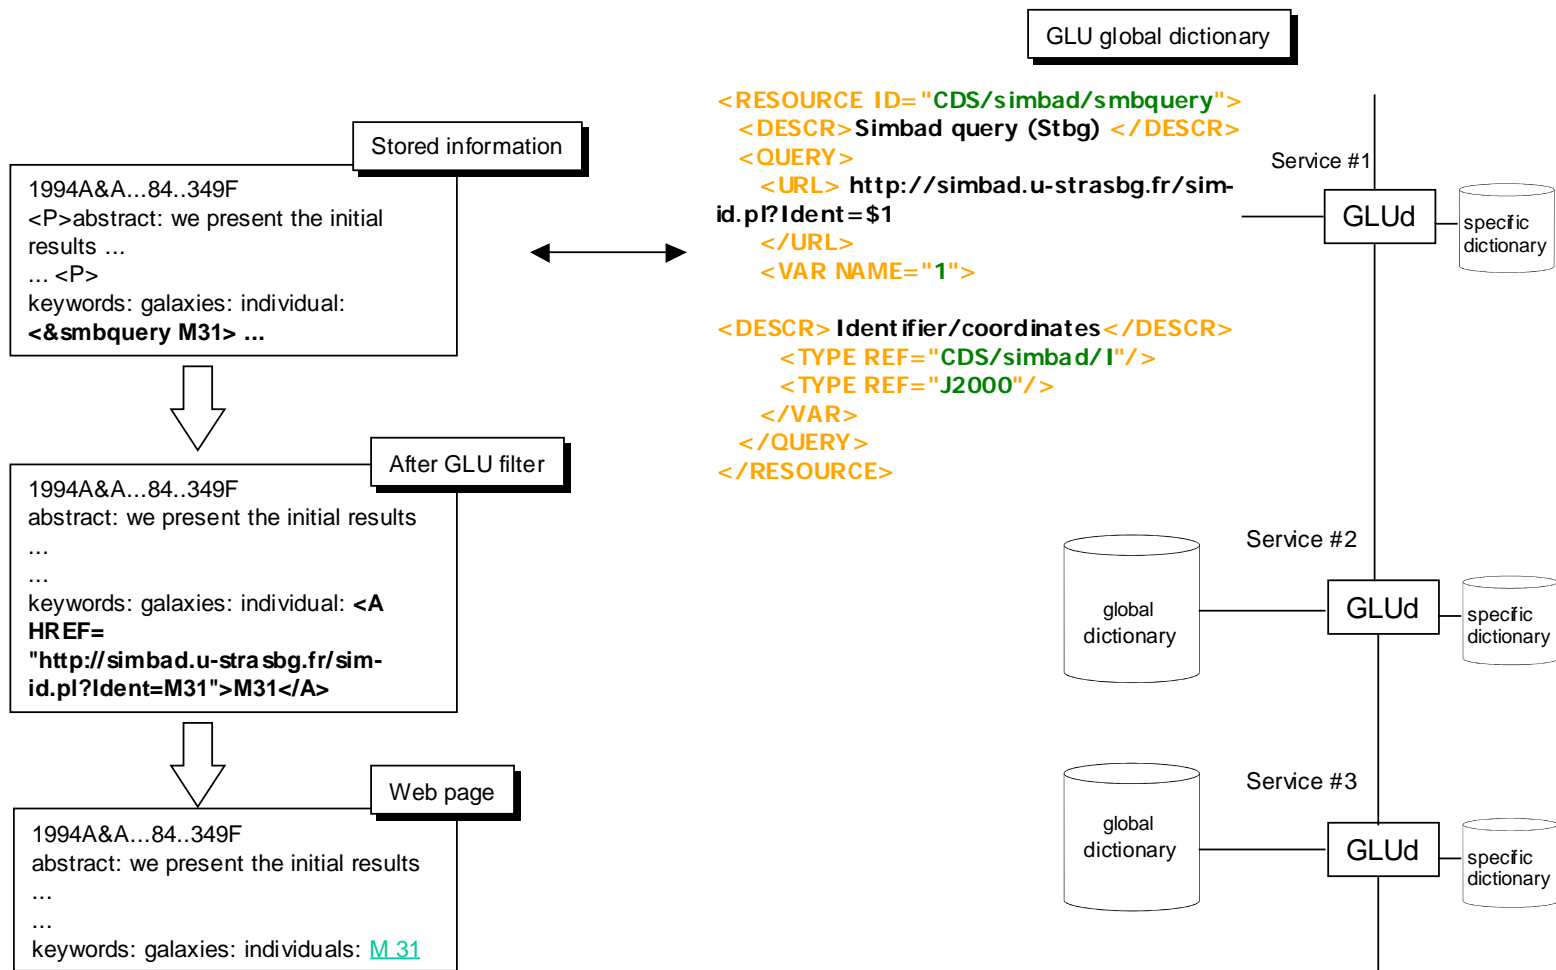 GLU global dictionary
Stored information
1994A&A...84..349F
<P>abstract: we present the initial
results ...
... <P>
keywords: galaxies: individual:
<&smbquery M31> ...
After GLU filter
1994A&A...84..349F
abstract: we present the initial results
...
...
keywords: galaxies: individual: <A
HREF=
"http://simbad.u-strasbg.fr/sim-
id.pl?Ident=M31">M31</A>
Web page
1994A&A...84..349F
abstract: we present the initial results
...
...
keywords: galaxies: individuals: M 31
<RESOURCE ID="CDS/simbad/smbquery">
<DESCR>Simbad query (Stbg) </DESCR>
<QUERY>
<URL> http://simbad.u-strasbg.fr/sim-
id.pl?Ident=$1
</URL>
<VAR NAME="1">
<DESCR> Identifier/coordinates</DESCR>
<TYPE REF="CDS/simbad/I"/>
<TYPE REF="J2000"/>
</VAR>
</QUERY>
</RESOURCE>
Service #1
GLUd
specific
dictionary
Service #2
global
dictionary
GLUd
specific
dictionary
Service #3
global
dictionary
GLUd
specific
dictionary